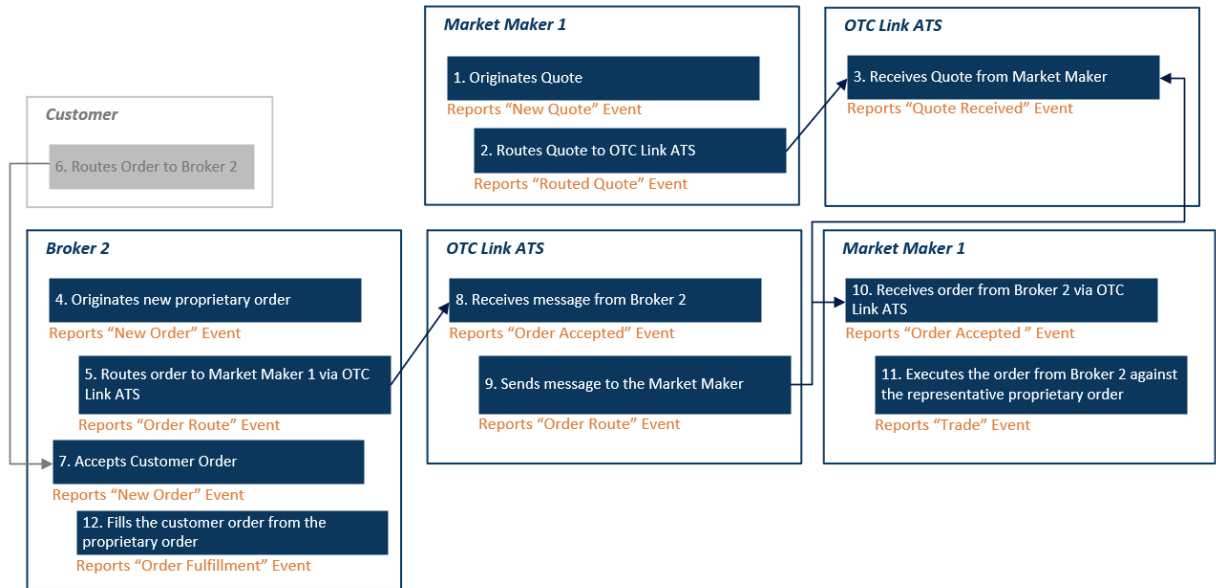 Market Maker 1
1. Originates Quote
Reports “New Quote” Event
2. Routes Quote to OTC Link ATS
Reports “Routed Quote” Event
OTC Link ATS
3. Receives Quote from Market Maker
Reports “Quote Received” Event
Customer
6. Routes Order to Broker 2
Broker 2
4. Originates new proprietary order
Reports “New Order” Event
5. Routes order to Market Maker 1 via OTC
Link ATS
Reports “Order Route” Event
7. Accepts Customer Order
Reports “New Order” Event
12. Fills the customer order from the
proprietary order
Reports “Order Fulfillment” Event
OTC Link ATS
8. Receives message from Broker 2
Reports “Order Accepted” Event
9. Sends message to the Market Maker
Reports “Order Route” Event
Market Maker 1
10. Receives order from Broker 2 via OTC
Link ATS
Reports “Order Accepted ” Event
11. Executes the order from Broker 2 against
the representative proprietary order
Reports “Trade” Event